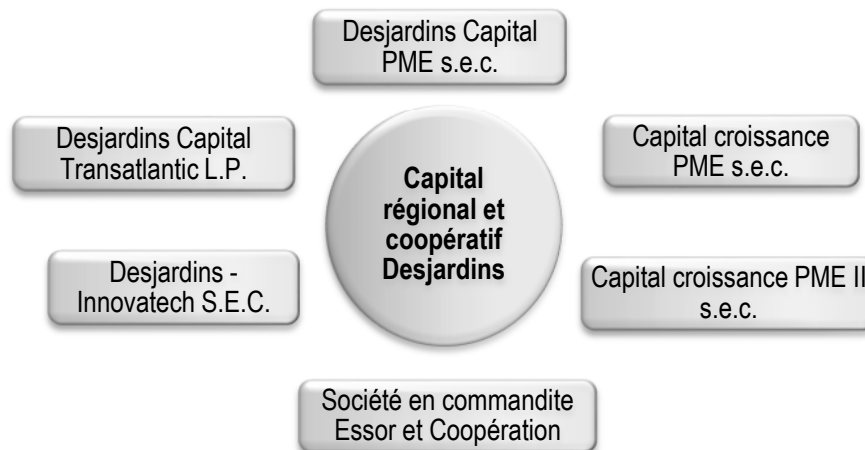 Desjardins Capital
PME s.e.c.
Desjardins Capital
Transatlantic L.P.
Capital croissance
PME s.e.c.
Capital
régional et
coopératif
Desjardins
Desjardins -
Innovatech S.E.C.
Capital croissance PME II
s.e.c.
Société en commandite
Essor et Coopération